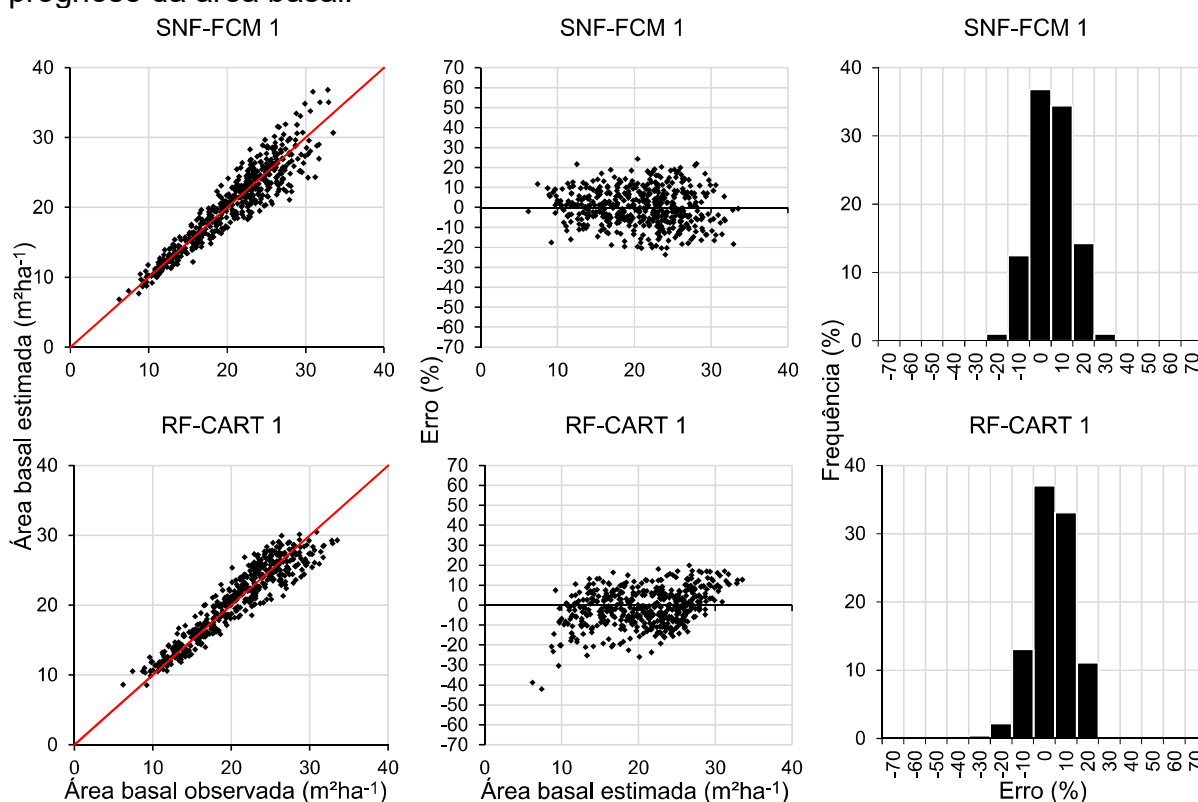 prognose da área basal.
SNF-FCM 1
SNF-FCM 1
SNF-FCM 1
Área basal estimada (m²ha-1)
40
30
20
10
0
0 10 20 30 40
Erro (%)
70
60
50
40
30
20
10
0
-10
-20
-30
-40
-50
-60
-70
0 10 20 30 40
Frequência (%)
40
30
20
10
0
-70 -60 -50 -40 -30 -20 -10 0 10 20 30 40 50 60 70
RF-CART 1
RF-CART 1
RF-CART 1
40
30
20
10
0
0 10 20 30 40
Área basal observada (m²ha-1)
70
60
50
40
30
20
10
0
-10
-20
-30
-40
-50
-60
-70
0 10 20 30 40
Área basal estimada (m²ha-1)
40
30
20
10
0
-70 -60 -50 -40 -30 -20 -10 0 10 20 30 40 50 60 70
Erro (%)